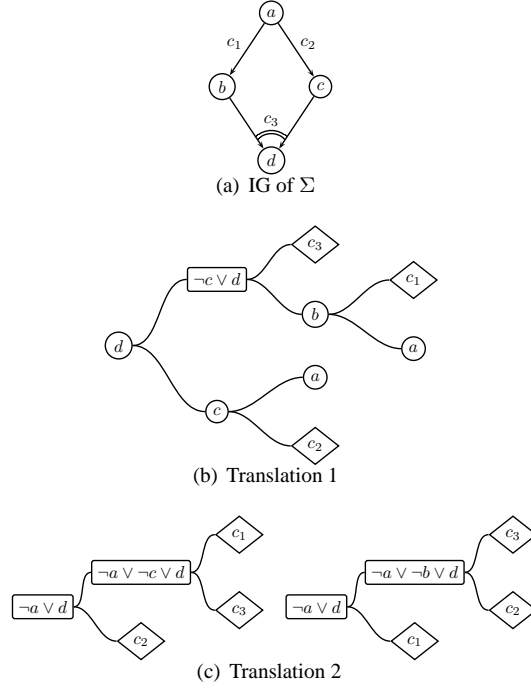 a
c₁ c₂
b c
c₃
d
(a) IG of Σ
c₃
¬c ∨ d
c₁
b
d
a
a
c
c₂
(b) Translation 1
c₁ c₃
¬a ∨ ¬c ∨ d ¬a ∨ ¬b ∨ d
¬a ∨ d c₃ ¬a ∨ d c₂
c₂ c₁
(c) Translation 2